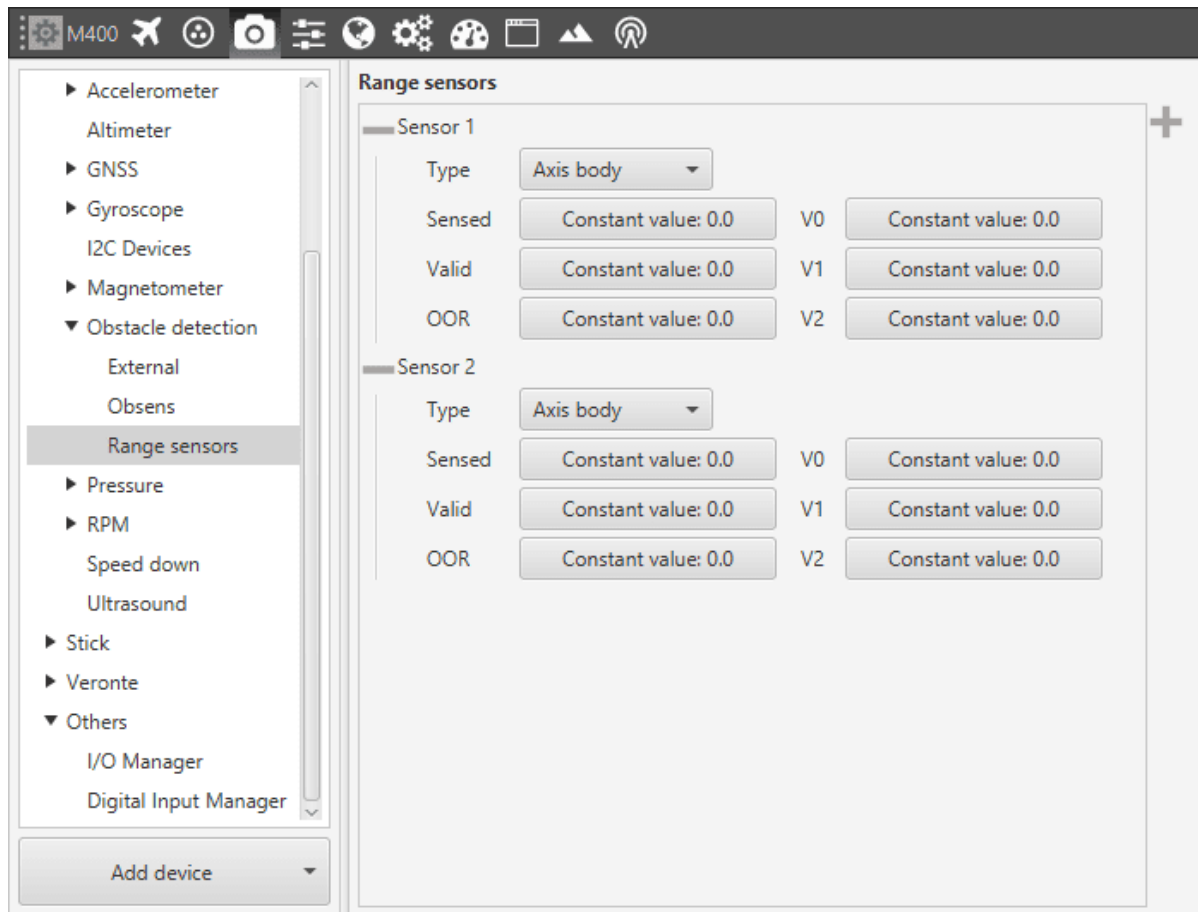 M400
Accelerometer
Altimeter
GNSS
Gyroscope
I2C Devices
Magnetometer
Obstacle detection
External
Obsens
Range sensors
Pressure
RPM
Speed down
Ultrasound
Stick
Veronte
Others
I/O Manager
Digital Input Manager
Add device
Range sensors
Sensor 1
Type Axis body
Sensed Constant value: 0.0 V0 Constant value: 0.0
Valid Constant value: 0.0 V1 Constant value: 0.0
OOR Constant value: 0.0 V2 Constant value: 0.0
Sensor 2
Type Axis body
Sensed Constant value: 0.0 V0 Constant value: 0.0
Valid Constant value: 0.0 V1 Constant value: 0.0
OOR Constant value: 0.0 V2 Constant value: 0.0